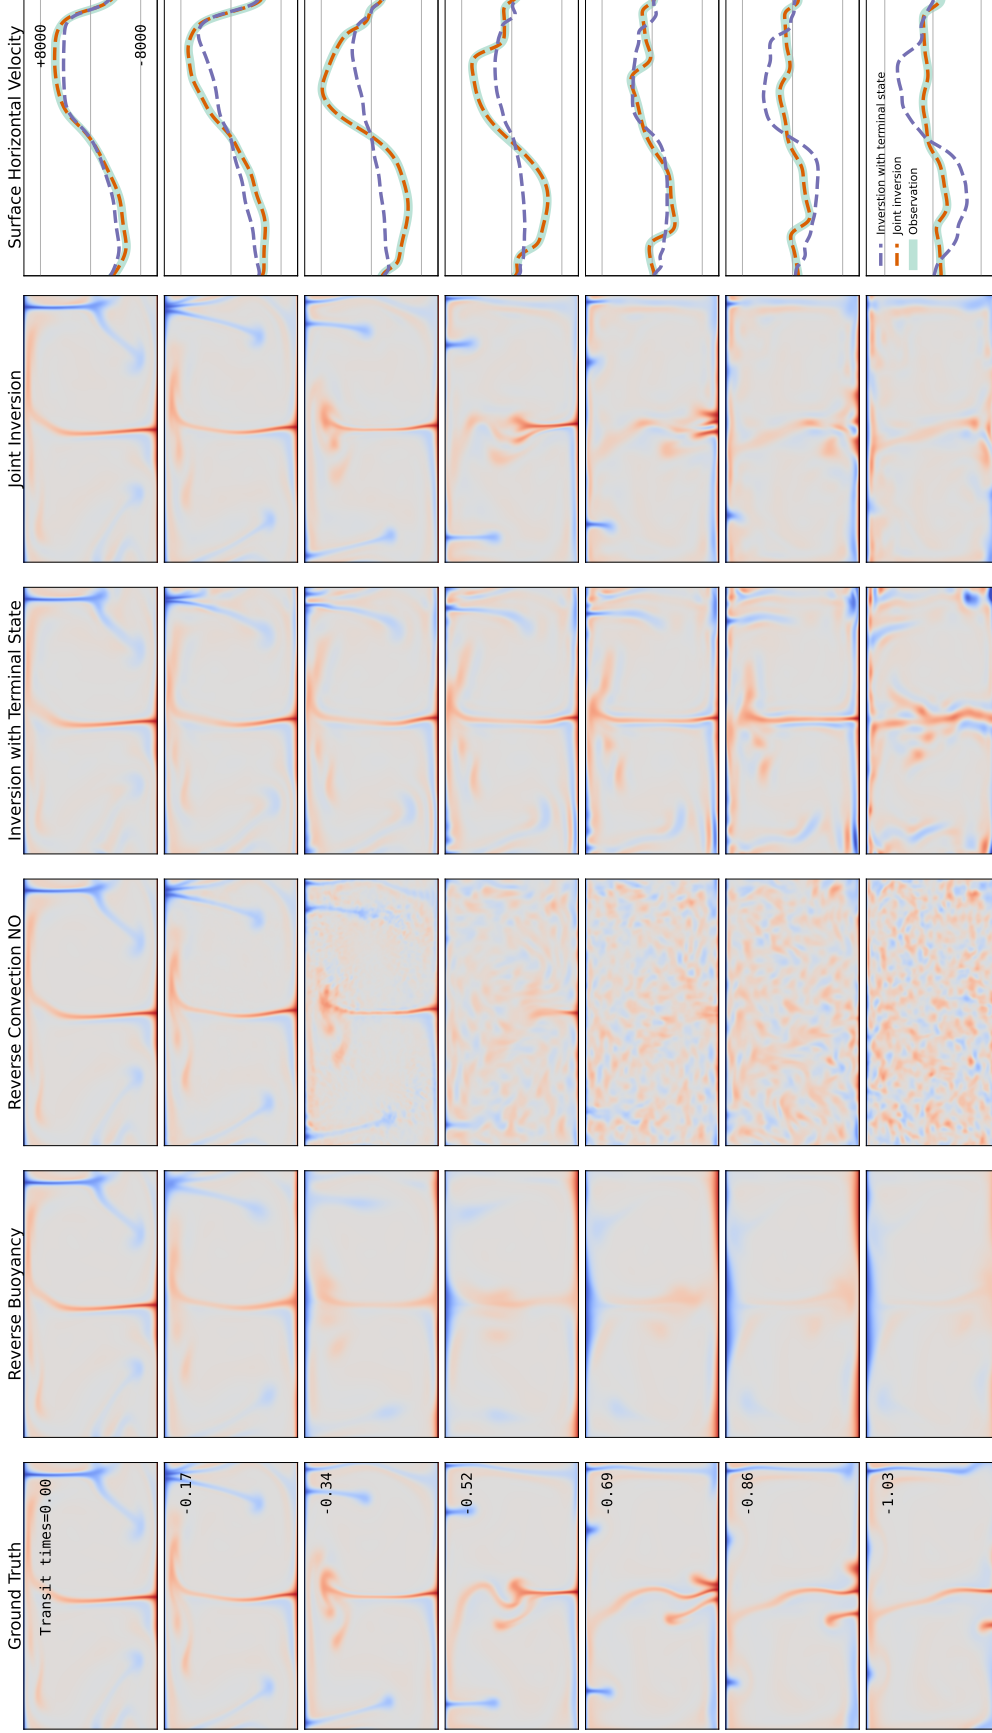 Ground Truth
Reverse Buoyancy
Reverse Convection NO
Inversion with Terminal State
Joint Inversion
Surface Horizontal Velocity
Transit times=0.00
+8000
-8000
-0.17
-0.34
-0.52
-0.69
-0.86
-1.03
Inverstion with terminal state
Joint inversion
Observation